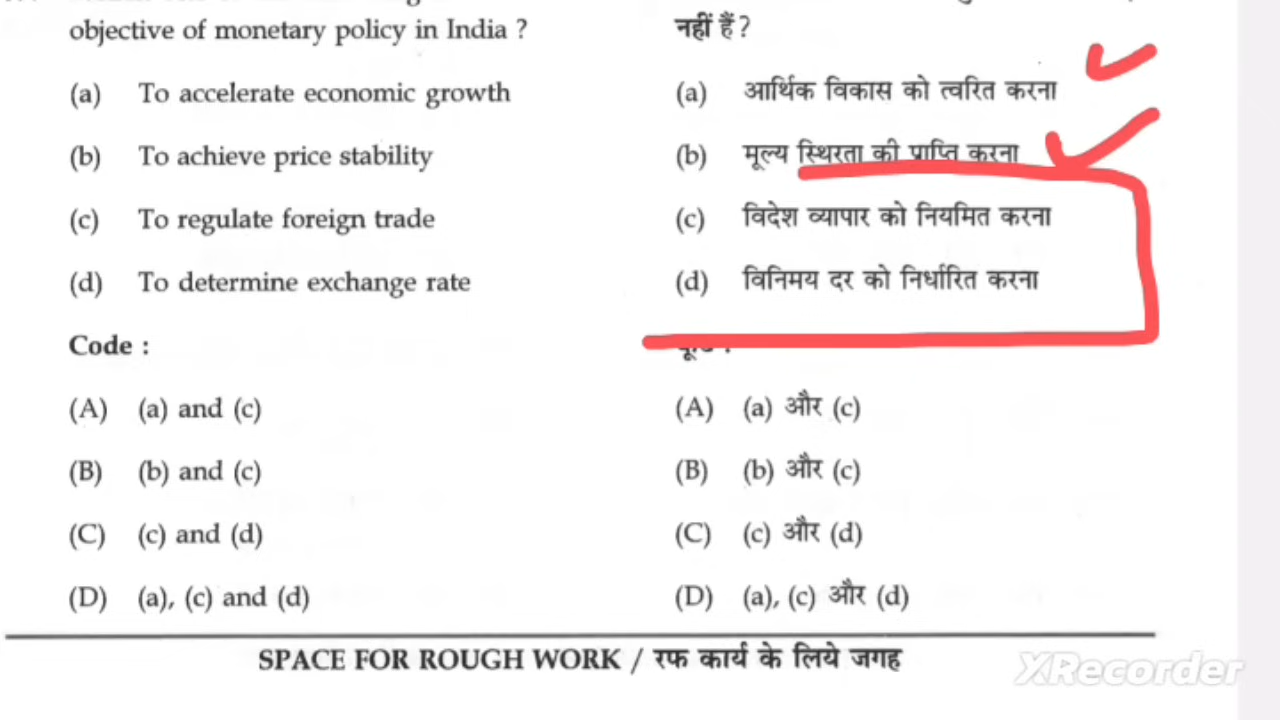 objective of monetary policy in India ?
(a) To accelerate economic growth
(b) To achieve price stability
(c) To regulate foreign trade
(d) To determine exchange rate
Code :
(A) (a) and (c)
(B) (b) and (c)
(C) (c) and (d)
(D) (a), (c) and (d)
नहीं हैं ?
(a) आर्थिक विकास को त्वरित करना
(b) मूल्य स्थिरता की प्राप्ति करना
(c) विदेश व्यापार को नियमित करना
(d) विनिमय दर को निर्धारित करना
(A) (a) और (c)
(B) (b) और (c)
(C) (c) और (d)
(D) (a), (c) और (d)
SPACE FOR ROUGH WORK / रफ कार्य के लिये जगह
XRecorder